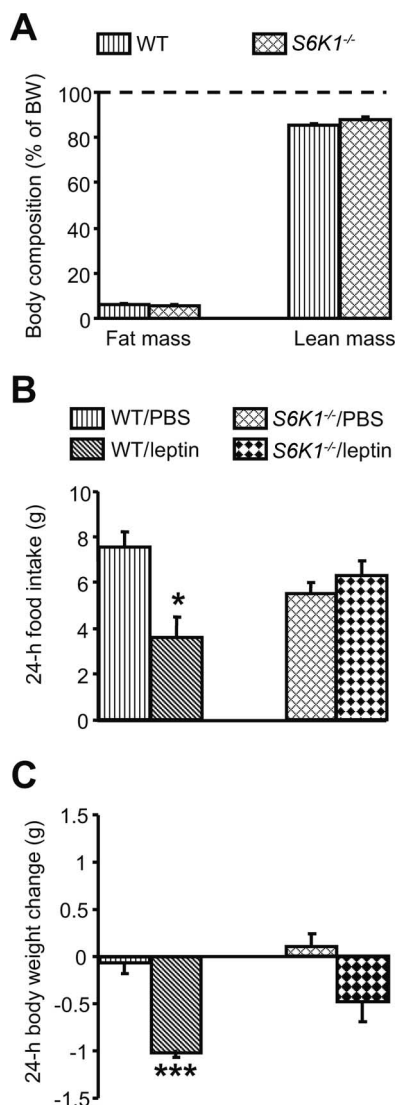 A
WT
S6K1-/-
Body composition (% of BW)
100
80
60
40
20
0
Fat mass
Lean mass
B
WT/PBS
S6K1-/-/PBS
WT/leptin
S6K1-/-/leptin
24-h food intake (g)
10
8
6
4
2
0
*
C
24-h body weight change (g)
1.5
1
0.5
0
-0.5
-1
-1.5
***